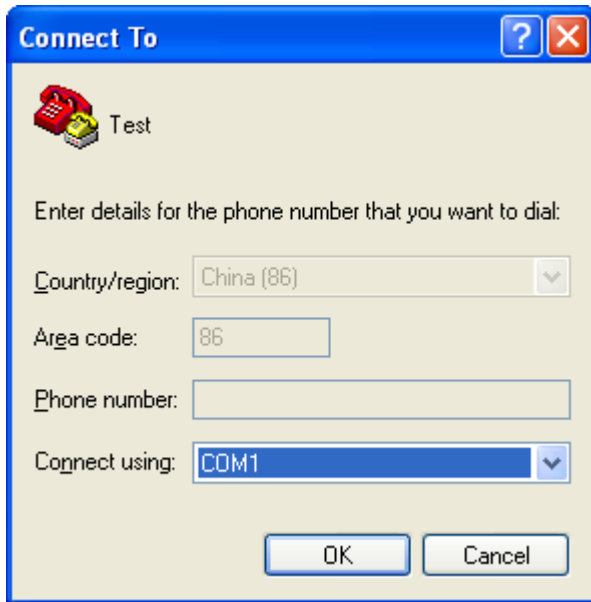 Connect To
Test
Enter details for the phone number that you want to dial:
Country/region: China (86)
Area code: 86
Phone number:
Connect using: COM1
OK Cancel